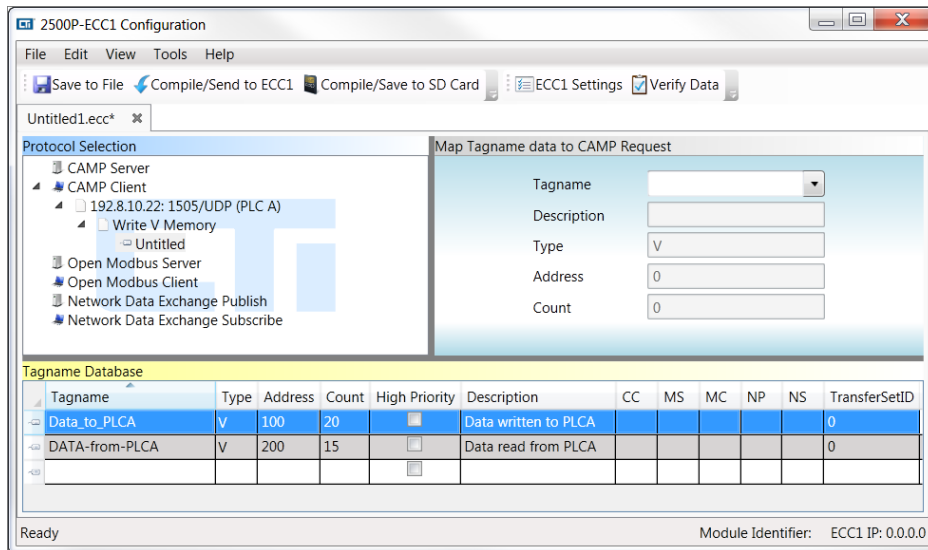 CTi 2500P-ECC1 Configuration
File Edit View Tools Help
Save to File Compile/Send to ECC1 Compile/Save to SD Card ECC1 Settings Verify Data
Untitled1.ecc*
Protocol Selection
CAMP Server
CAMP Client
192.8.10.22: 1505/UDP (PLC A)
Write V Memory
Untitled
Open Modbus Server
Open Modbus Client
Network Data Exchange Publish
Network Data Exchange Subscribe
CTi
Map Tagname data to CAMP Request
Tagname
Description
Type V
Address 0
Count 0
Tagname Database
Tagname Type Address Count High Priority Description CC MS MC NP NS TransferSetID
Data_to_PLCA V 100 20 Data written to PLCA 0
DATA-from-PLCA V 200 15 Data read from PLCA 0
Ready Module Identifier: ECC1 IP: 0.0.0.0